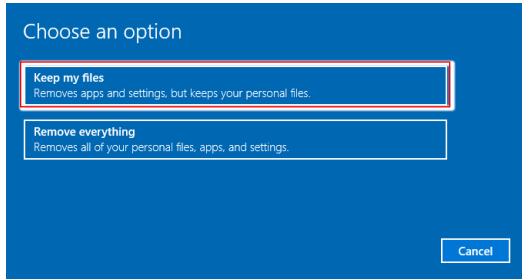 Choose an option
Keep my files
Removes apps and settings, but keeps your personal files.
Remove everything
Removes all of your personal files, apps, and settings.
Cancel